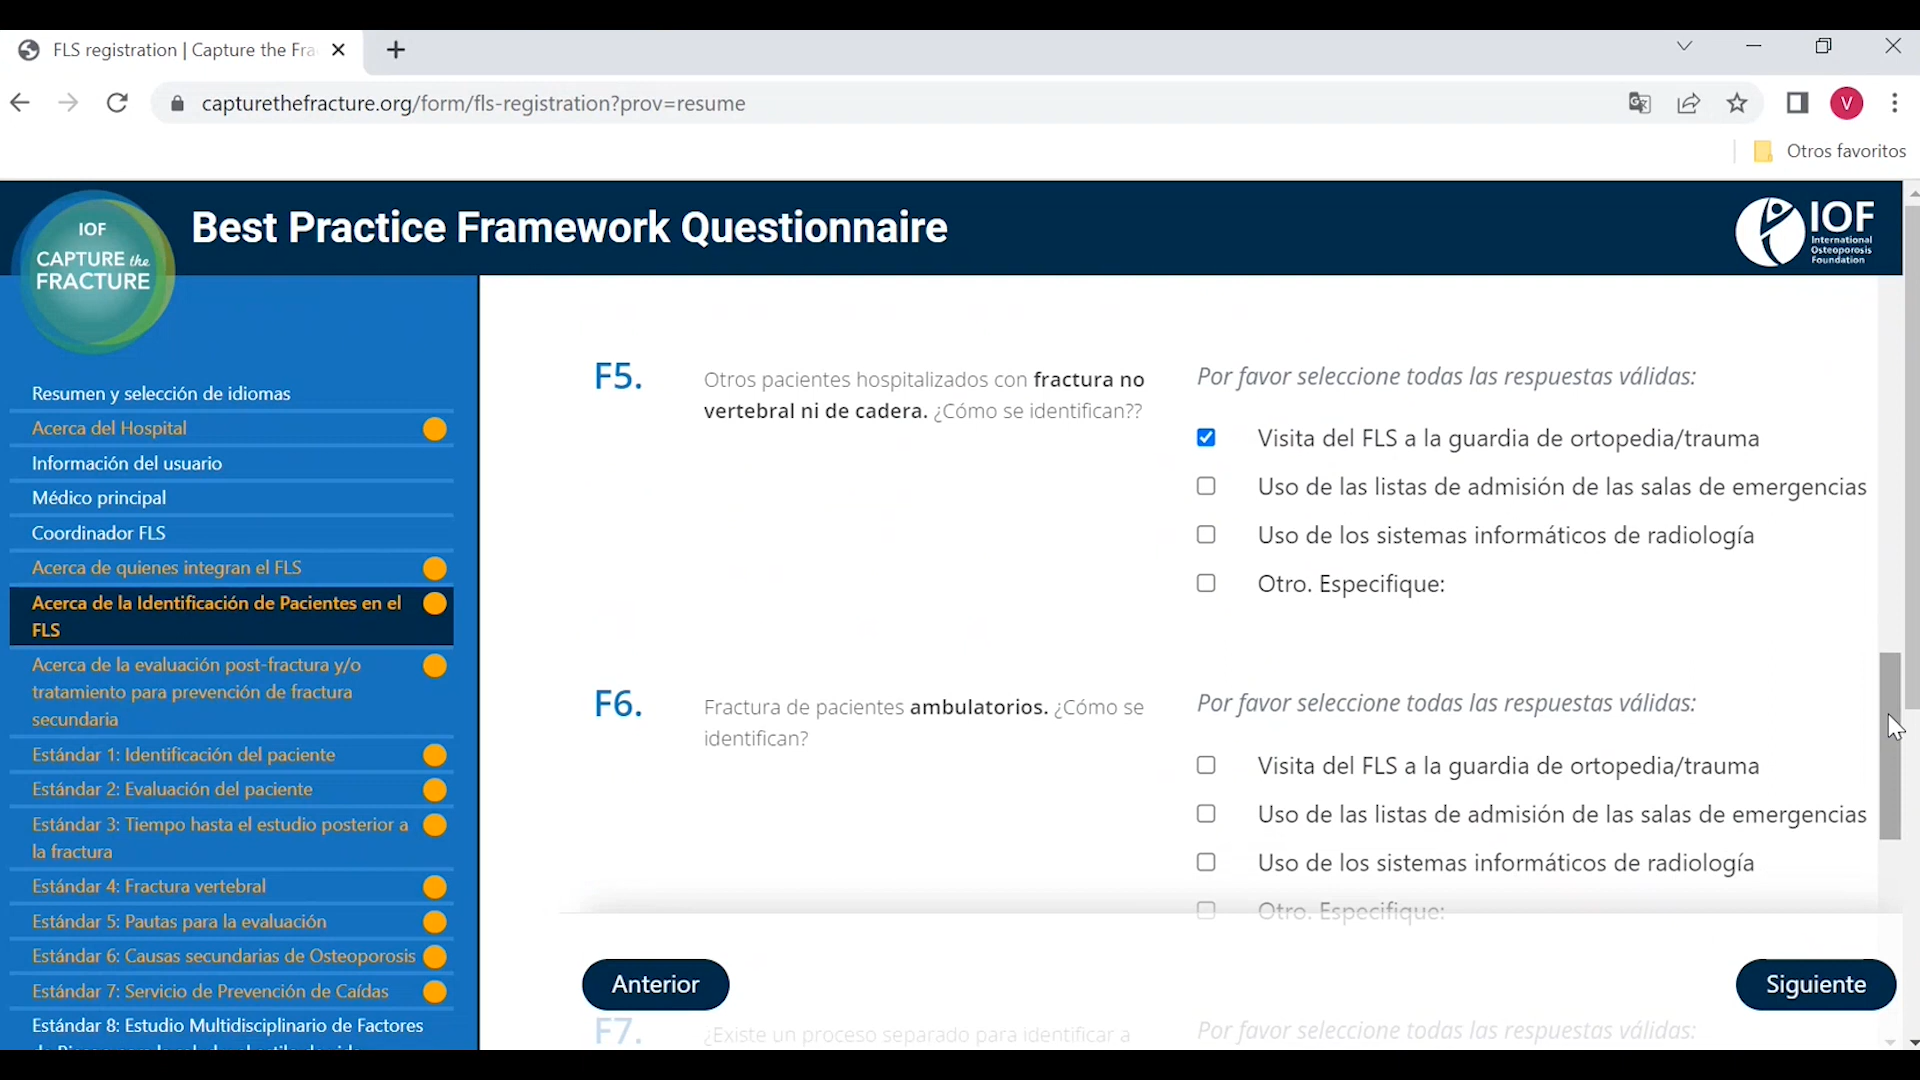 FLS registration | Capture the Fra
capturethefracture.org/form/fls-registration?prov=resume
V
Otros favoritos
IOF
CAPTURE the
FRACTURE
Best Practice Framework Questionnaire
IOF
International
Osteoporosis
Foundation
Resumen y selección de idiomas
Acerca del Hospital
Información del usuario
Médico principal
Coordinador FLS
Acerca de quienes integran el FLS
Acerca de la Identificación de Pacientes en el
FLS
Acerca de la evaluación post-fractura y/o
tratamiento para prevención de fractura
secundaria
Estándar 1: Identificación del paciente
Estándar 2: Evaluación del paciente
Estándar 3: Tiempo hasta el estudio posterior a
la fractura
Estándar 4: Fractura vertebral
Estándar 5: Pautas para la evaluación
Estándar 6: Causas secundarias de Osteoporosis
Estándar 7: Servicio de Prevención de Caídas
Estándar 8: Estudio Multidisciplinario de Factores
F5.
Otros pacientes hospitalizados con fractura no
vertebral ni de cadera. ¿Cómo se identifican??
Por favor seleccione todas las respuestas válidas:
Visita del FLS a la guardia de ortopedia/trauma
Uso de las listas de admisión de las salas de emergencias
Uso de los sistemas informáticos de radiología
Otro. Especifique:
F6.
Fractura de pacientes ambulatorios. ¿Cómo se
identifican?
Por favor seleccione todas las respuestas válidas:
Visita del FLS a la guardia de ortopedia/trauma
Uso de las listas de admisión de las salas de emergencias
Uso de los sistemas informáticos de radiología
Otro. Especifique:
Anterior
Siguiente
F7.
¿Existe un proceso separado para identificar a
Por favor seleccione todas las respuestas válidas: